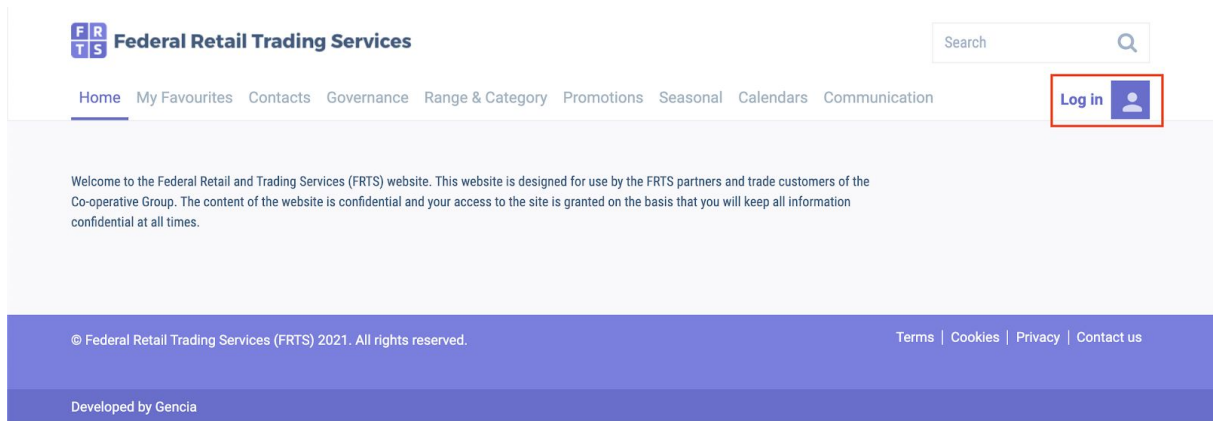 F R
T S
Federal Retail Trading Services
Search
Home My Favourites Contacts Governance Range & Category Promotions Seasonal Calendars Communication
Log in
Welcome to the Federal Retail and Trading Services (FRTS) website. This website is designed for use by the FRTS partners and trade customers of the
Co-operative Group. The content of the website is confidential and your access to the site is granted on the basis that you will keep all information
confidential at all times.
© Federal Retail Trading Services (FRTS) 2021. All rights reserved.
Terms | Cookies | Privacy | Contact us
Developed by Gencia